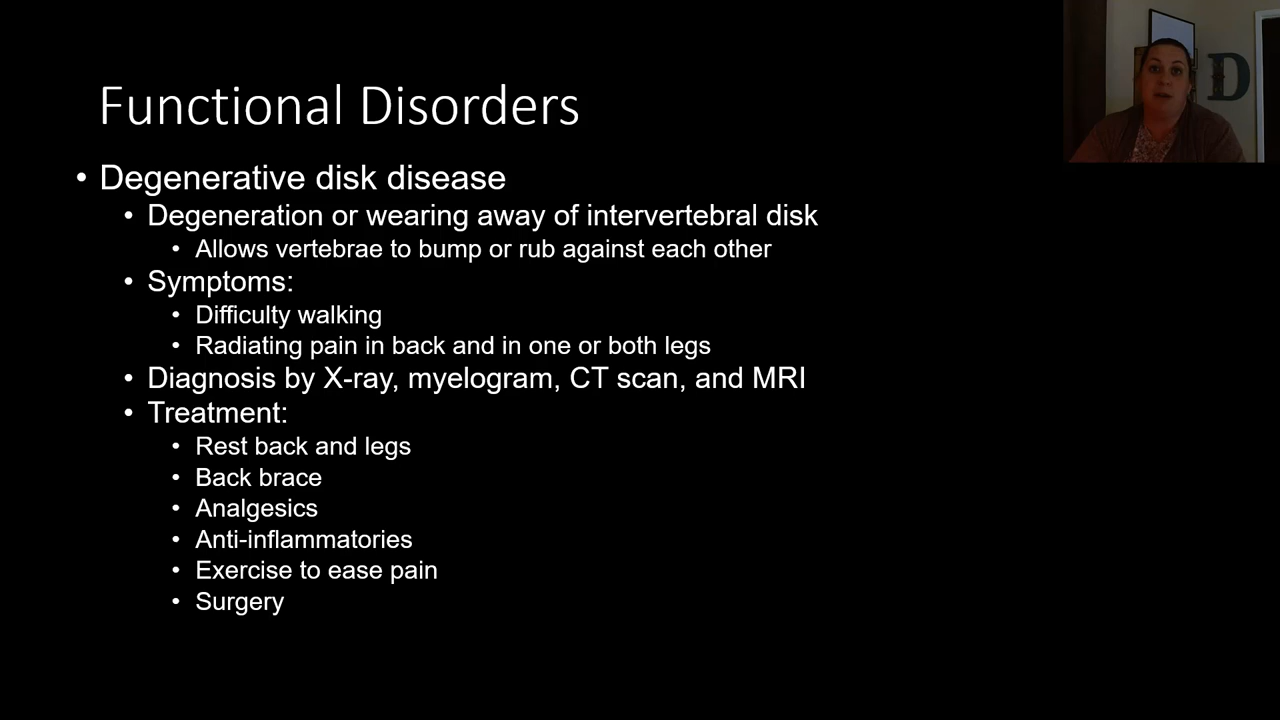 Functional Disorders
• Degenerative disk disease
• Degeneration or wearing away of intervertebral disk
• Allows vertebrae to bump or rub against each other
• Symptoms:
• Difficulty walking
• Radiating pain in back and in one or both legs
• Diagnosis by X-ray, myelogram, CT scan, and MRI
• Treatment:
• Rest back and legs
• Back brace
• Analgesics
• Anti-inflammatories
• Exercise to ease pain
• Surgery
D